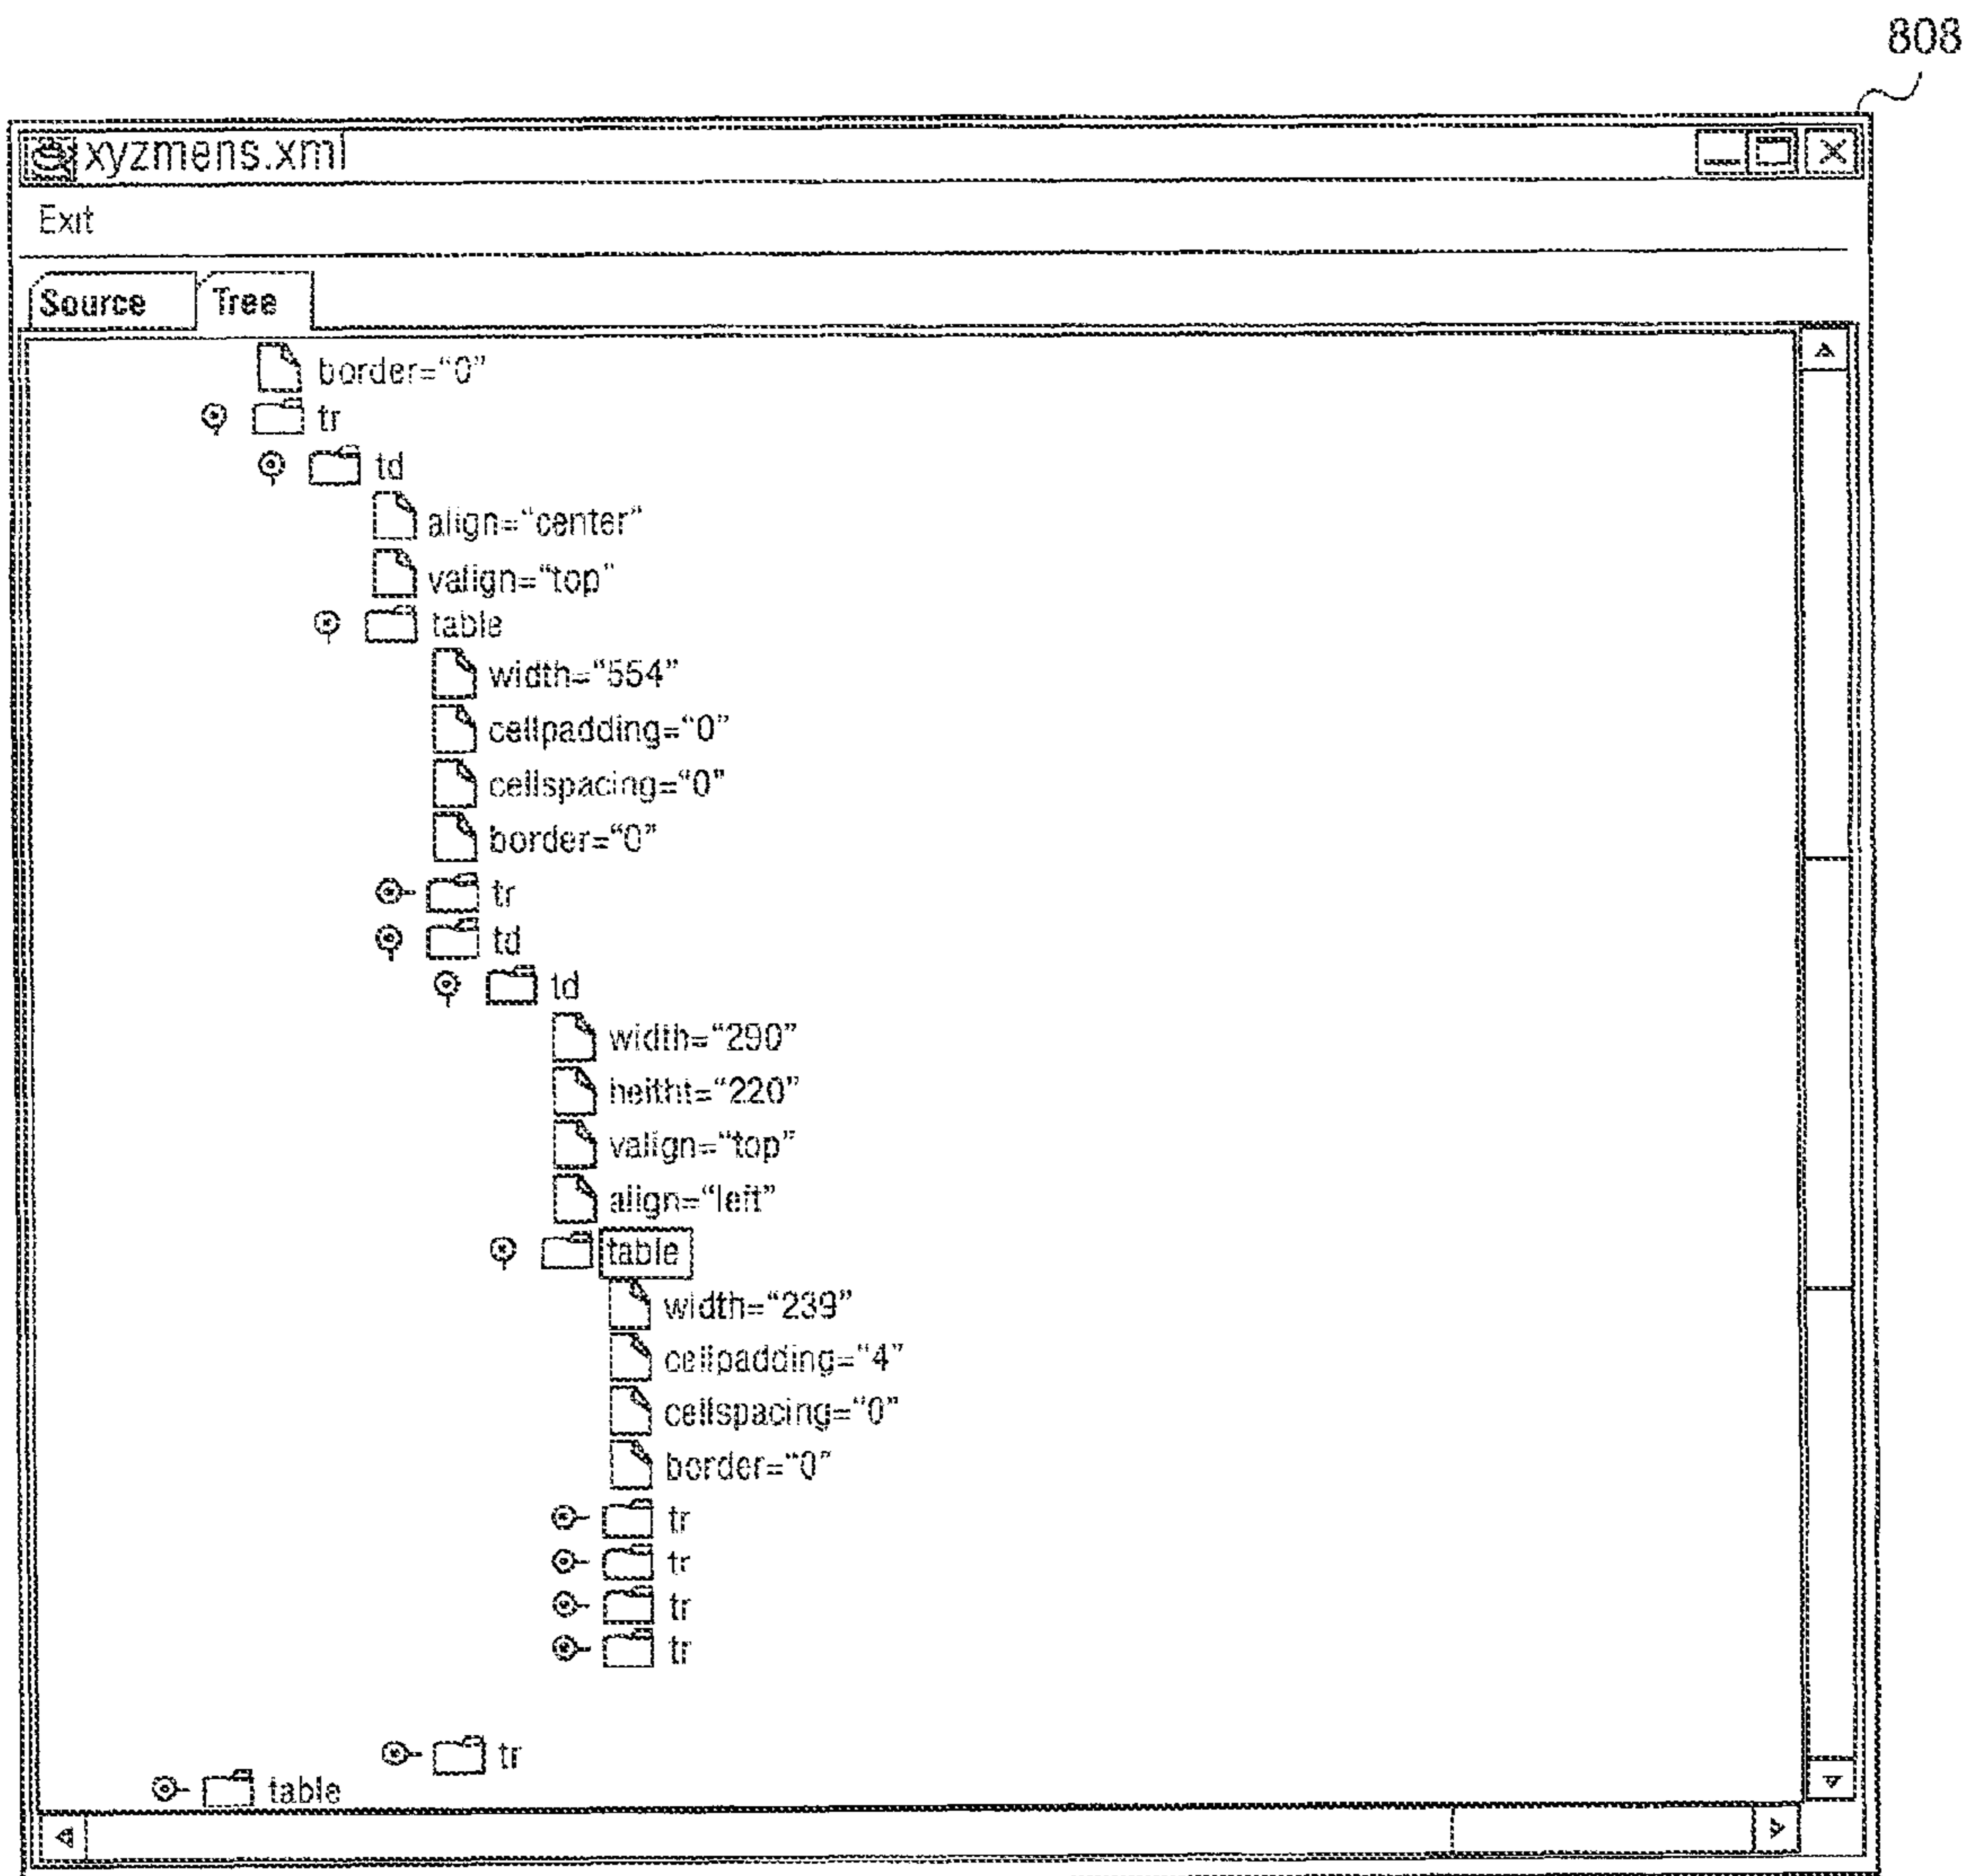 808
xyzmens.xml
Exit
Source Tree
border="0"
tr
td
align="center"
valign="top"
table
width="554"
cellpadding="0"
cellspacing="0"
border="0"
tr
td
td
width="290"
heitht="220"
valign="top"
align="left"
table
width="239"
cellpadding="4"
cellspacing="0"
border="0"
tr
tr
tr
tr
tr
table